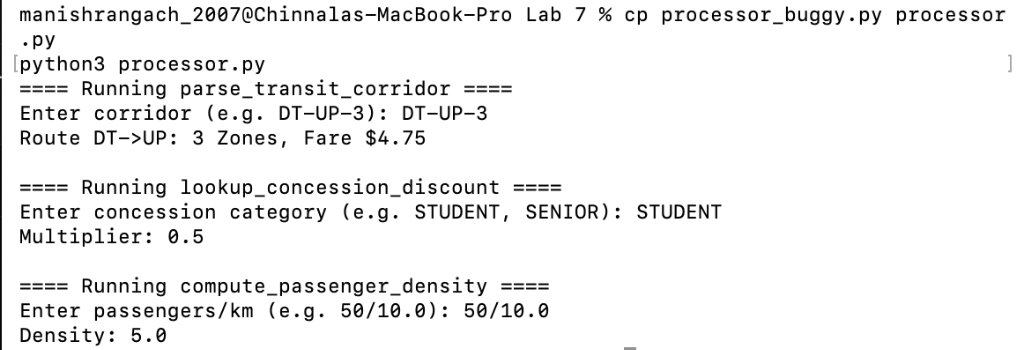 manishrangach_2007@Chinnalas-MacBook-Pro Lab 7 % cp processor_buggy.py processor
.py
[python3 processor.py ]
==== Running parse_transit_corridor ====
Enter corridor (e.g. DT-UP-3): DT-UP-3
Route DT->UP: 3 Zones, Fare $4.75

==== Running lookup_concession_discount ====
Enter concession category (e.g. STUDENT, SENIOR): STUDENT
Multiplier: 0.5

==== Running compute_passenger_density ====
Enter passengers/km (e.g. 50/10.0): 50/10.0
Density: 5.0